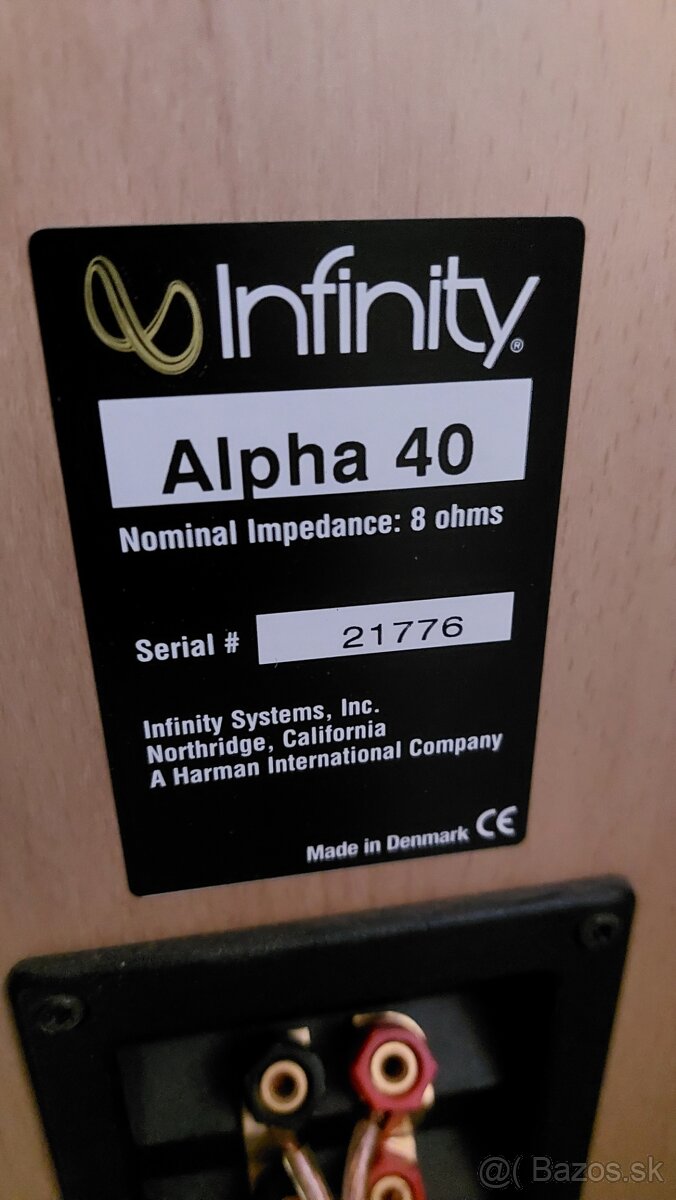 Infinity®
Alpha 40
Nominal Impedance: 8 ohms
Serial # 21776
Infinity Systems, Inc.
Northridge, California
A Harman International Company
Made in Denmark CE
@( Bazos.sk